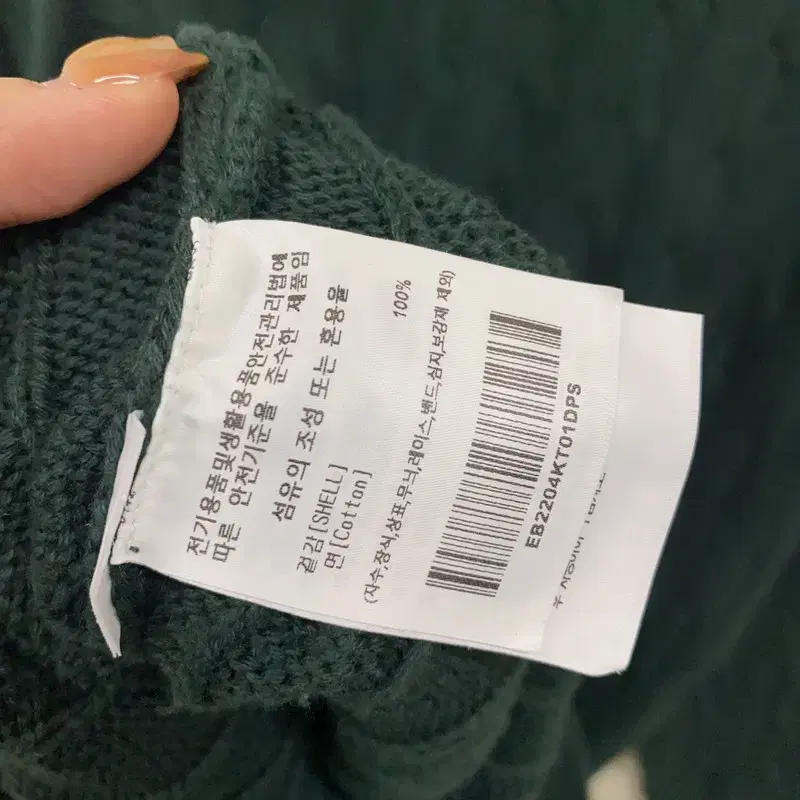 전기용품및생활용품안전관리법에
따른 안전기준을 준수한 제품임
섬유의 조성 또는 혼용율
겉감[SHELL]
면[Cotton] 100%
(자수,장식,상표,무늬,레이스,밴드,심지,보강재 제외)
EB2204KT01DPS